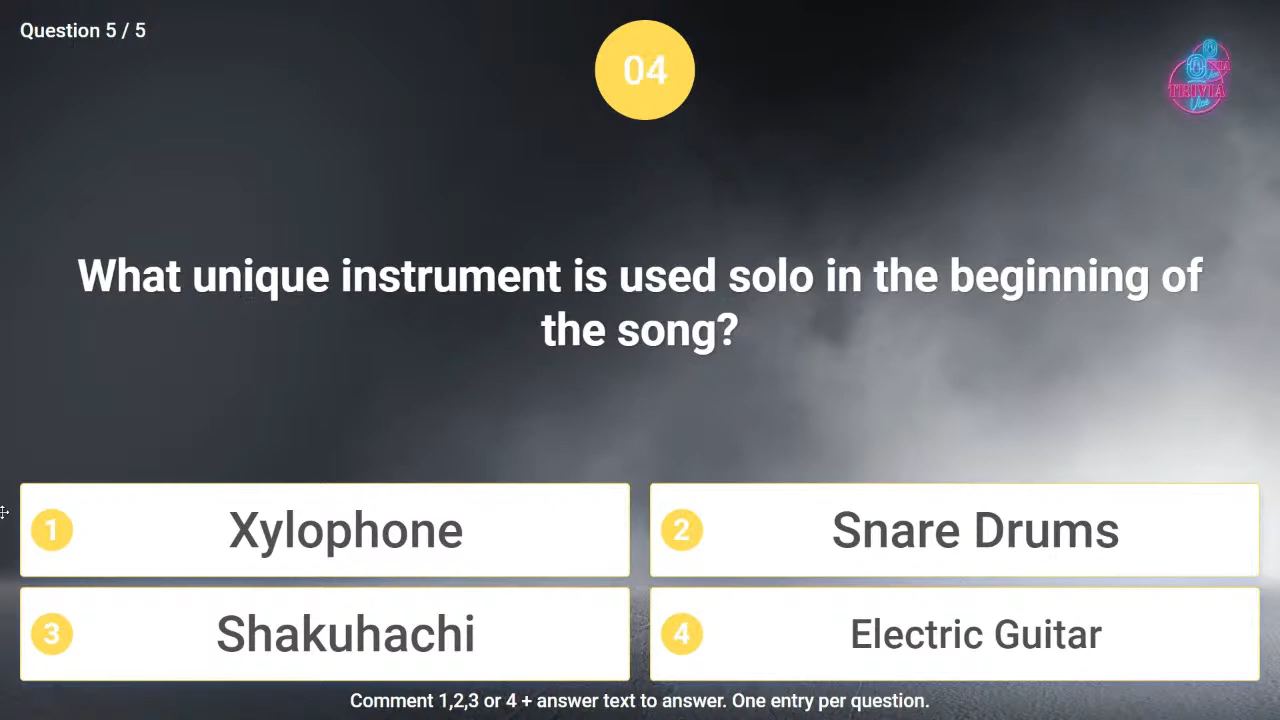 Question 5 / 5
04
TRIVIA
What unique instrument is used solo in the beginning of
the song?
1 Xylophone
2 Snare Drums
3 Shakuhachi
4 Electric Guitar
Comment 1,2,3 or 4 + answer text to answer. One entry per question.